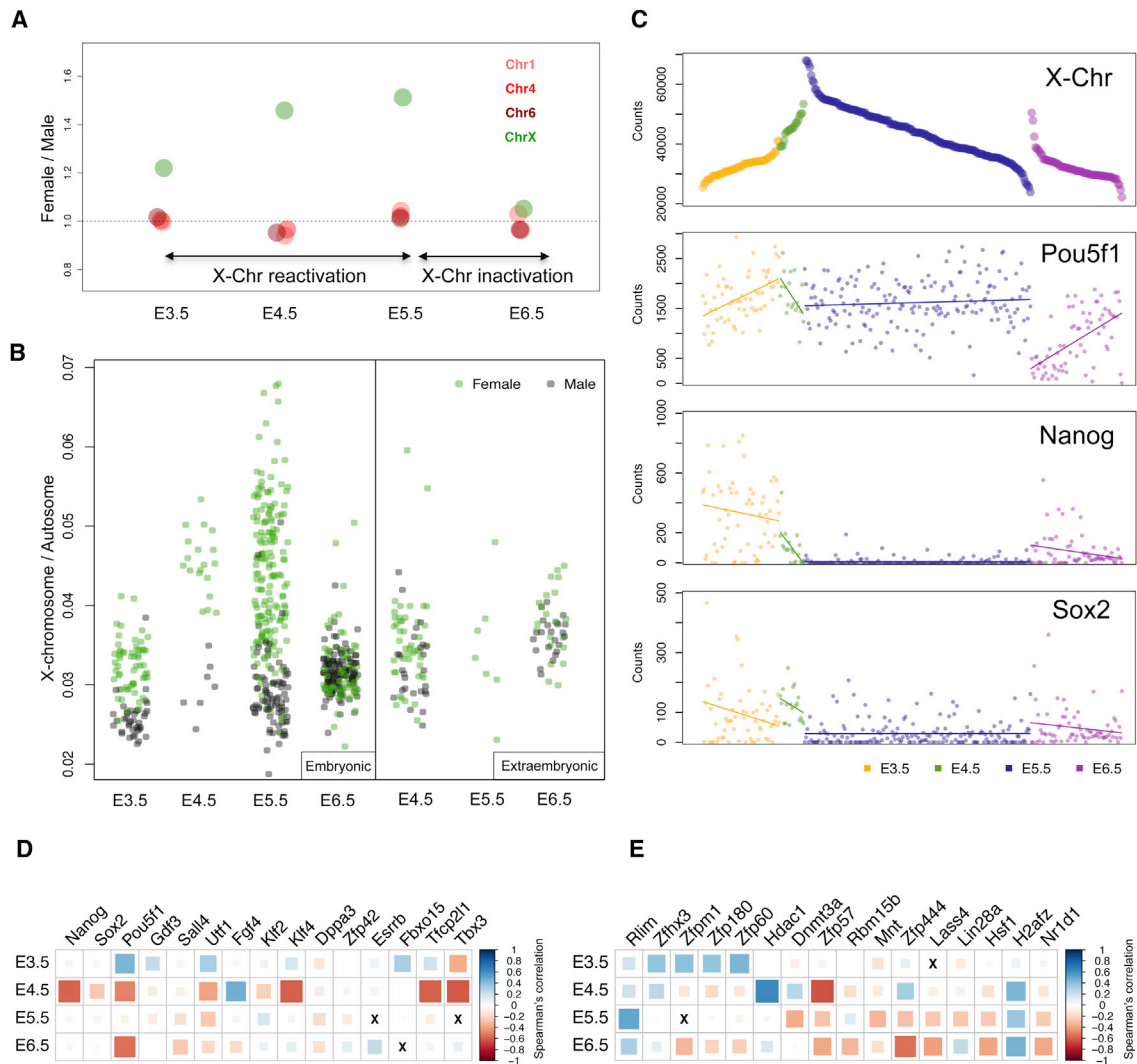 A
Female / Male
1.6
1.4
1.2
1.0
0.8
Chr1
Chr4
Chr6
ChrX
X-Chr reactivation
X-Chr inactivation
E3.5 E4.5 E5.5 E6.5
B
X-chromosome / Autosome
0.07
0.06
0.05
0.04
0.03
0.02
Female Male
Embryonic
Extraembryonic
E3.5 E4.5 E5.5 E6.5 E4.5 E5.5 E6.5
C
X-Chr
Counts
60000
40000
20000
Pou5f1
Counts
2500
1500
500
0
Nanog
Counts
1000
600
200
0
Sox2
Counts
500
300
100
0
E3.5 E4.5 E5.5 E6.5
D
Nanog Sox2 Pou5f1 Gdf3 Sall4 Utf1 Fgf4 Klf2 Klf4 Dppa3 Zfp42 Esrrb Fbxo15 Tfcp2l1 Tbx3
E3.5
E4.5
E5.5 X X
E6.5 X
1
0.8
0.6
0.4
0.2
0
-0.2
-0.4
-0.6
-0.8
-1
Spearman's correlation
E
Rlim Zfhx3 Zfpm1 Zfp180 Zfp60 Hdac1 Dnmt3a Zfp57 Rbm15b Mnt Zfp444 Lass4 Lin28a Hsf1 H2afz Nr1d1
E3.5 X
E4.5
E5.5 X
E6.5
1
0.8
0.6
0.4
0.2
0
-0.2
-0.4
-0.6
-0.8
-1
Spearman's correlation